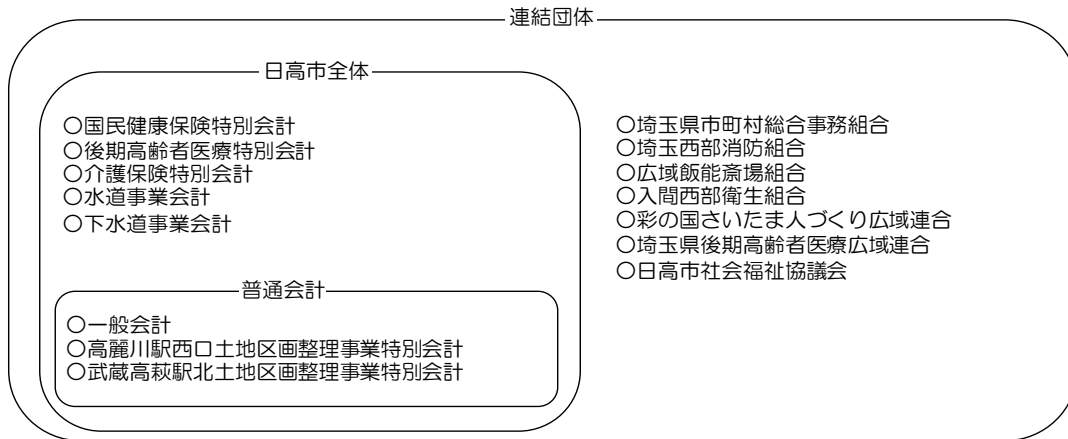 連結団体
日高市全体
○国民健康保険特別会計
○後期高齢者医療特別会計
○介護保険特別会計
○水道事業会計
○下水道事業会計
普通会計
○一般会計
○高麗川駅西口土地区画整理事業特別会計
○武蔵高萩駅北土地区画整理事業特別会計
○埼玉県市町村総合事務組合
○埼玉西部消防組合
○広域飯能斎場組合
○入間西部衛生組合
○彩の国さいたま人づくり広域連合
○埼玉県後期高齢者医療広域連合
○日高市社会福祉協議会